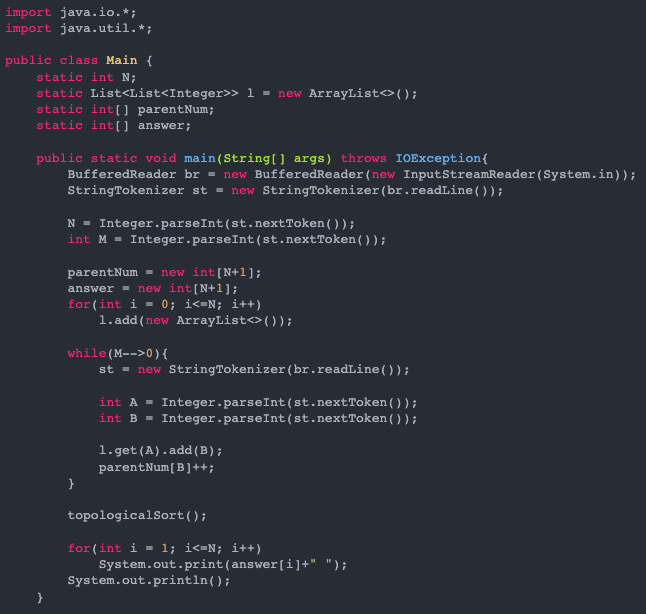 import java.io.*;
import java.util.*;

public class Main {
    static int N;
    static List<List<Integer>> l = new ArrayList<>();
    static int[] parentNum;
    static int[] answer;

    public static void main(String[] args) throws IOException{
        BufferedReader br = new BufferedReader(new InputStreamReader(System.in));
        StringTokenizer st = new StringTokenizer(br.readLine());

        N = Integer.parseInt(st.nextToken());
        int M = Integer.parseInt(st.nextToken());

        parentNum = new int[N+1];
        answer = new int[N+1];
        for(int i = 0; i<=N; i++)
            l.add(new ArrayList<>());

        while(M-->0){
            st = new StringTokenizer(br.readLine());

            int A = Integer.parseInt(st.nextToken());
            int B = Integer.parseInt(st.nextToken());

            l.get(A).add(B);
            parentNum[B]++;
        }

        topologicalSort();

        for(int i = 1; i<=N; i++)
            System.out.print(answer[i]+" ");
        System.out.println();
    }